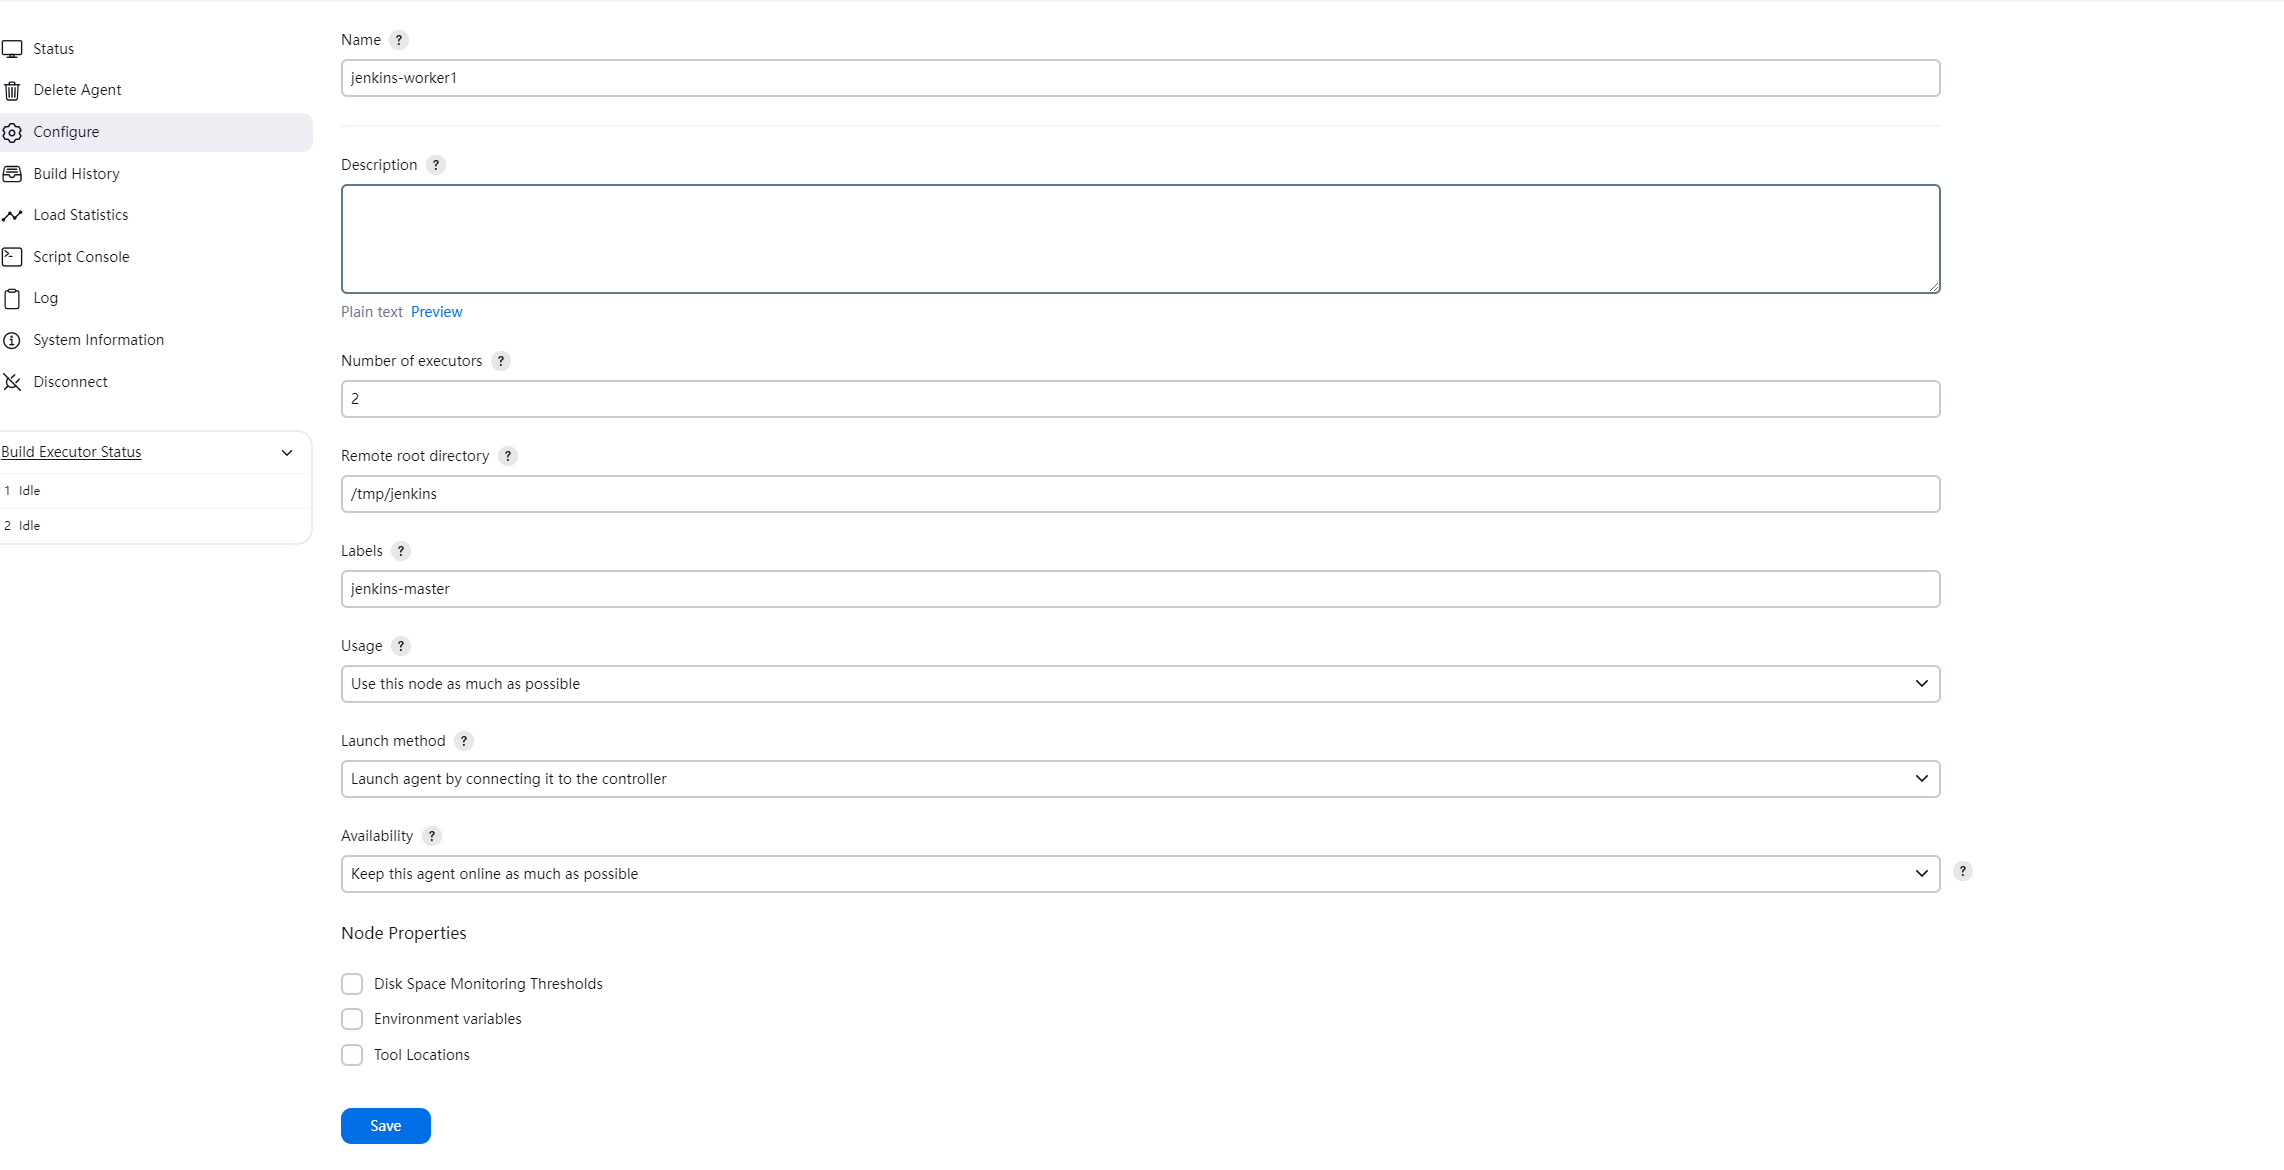 Status
Delete Agent
Configure
Build History
Load Statistics
Script Console
Log
System Information
Disconnect
Build Executor Status
1 Idle
2 Idle
Name ?
jenkins-worker1
Description ?
Plain text Preview
Number of executors ?
2
Remote root directory ?
/tmp/jenkins
Labels ?
jenkins-master
Usage ?
Use this node as much as possible
Launch method ?
Launch agent by connecting it to the controller
Availability ?
Keep this agent online as much as possible
?
Node Properties
Disk Space Monitoring Thresholds
Environment variables
Tool Locations
Save